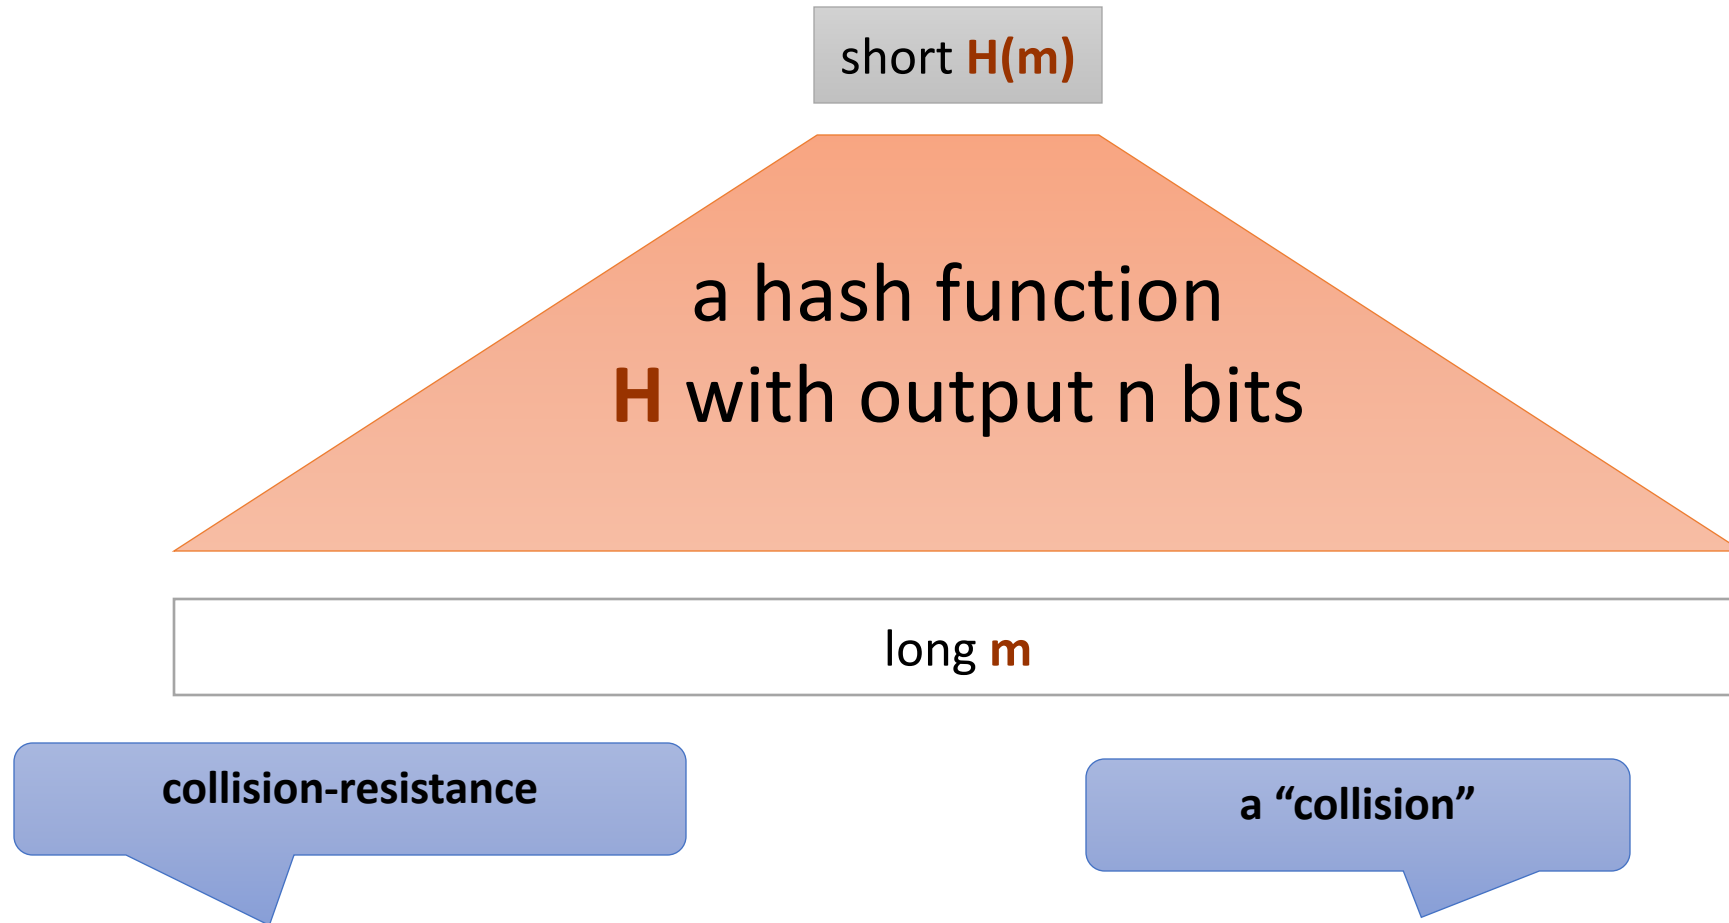 short H(m)
a hash function
H with output n bits
long m
collision-resistance
a “collision”